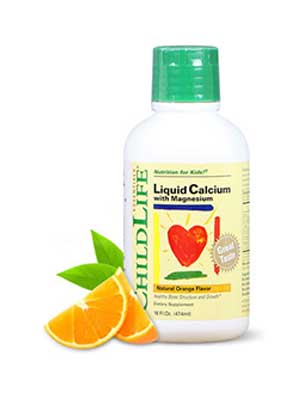 Nutrition for Kids!
CHILDLIFE
Liquid Calcium
with Magnesium
Great
Taste
Natural Orange Flavor
Healthy Bone Structure and Growth
Dietary Supplement
16 Fl Oz. (474ml)